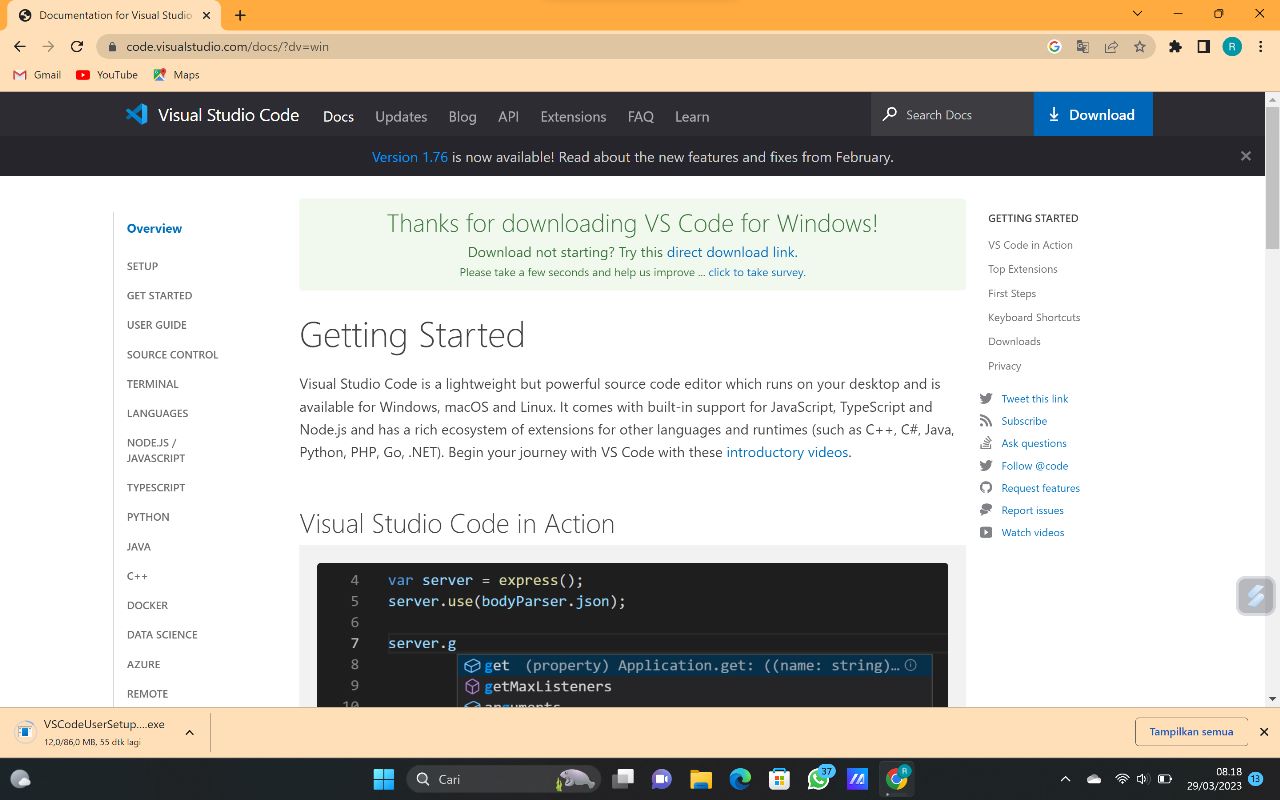 Documentation for Visual Studio
code.visualstudio.com/docs/?dv=win
R
Gmail
YouTube
Maps
Visual Studio Code
Docs
Updates
Blog
API
Extensions
FAQ
Learn
Search Docs
Download
Version 1.76 is now available! Read about the new features and fixes from February.
Overview
SETUP
GET STARTED
USER GUIDE
SOURCE CONTROL
TERMINAL
LANGUAGES
NODE.JS /
JAVASCRIPT
TYPESCRIPT
PYTHON
JAVA
C++
DOCKER
DATA SCIENCE
AZURE
REMOTE
Thanks for downloading VS Code for Windows!
Download not starting? Try this direct download link.
Please take a few seconds and help us improve ... click to take survey.
Getting Started
Visual Studio Code is a lightweight but powerful source code editor which runs on your desktop and is
available for Windows, macOS and Linux. It comes with built-in support for JavaScript, TypeScript and
Node.js and has a rich ecosystem of extensions for other languages and runtimes (such as C++, C#, Java,
Python, PHP, Go, .NET). Begin your journey with VS Code with these introductory videos.
Visual Studio Code in Action
4 var server = express();
5 server.use(bodyParser.json);
6
7 server.g
8 get (property) Application.get: ((name: string)…
9 getMaxListeners
10 arguments
GETTING STARTED
VS Code in Action
Top Extensions
First Steps
Keyboard Shortcuts
Downloads
Privacy
Tweet this link
Subscribe
Ask questions
Follow @code
Request features
Report issues
Watch videos
VSCodeUserSetup....exe
12,0/86,0 MB, 55 dtk lagi
Tampilkan semua
Cari
37
R
08.18
29/03/2023
13